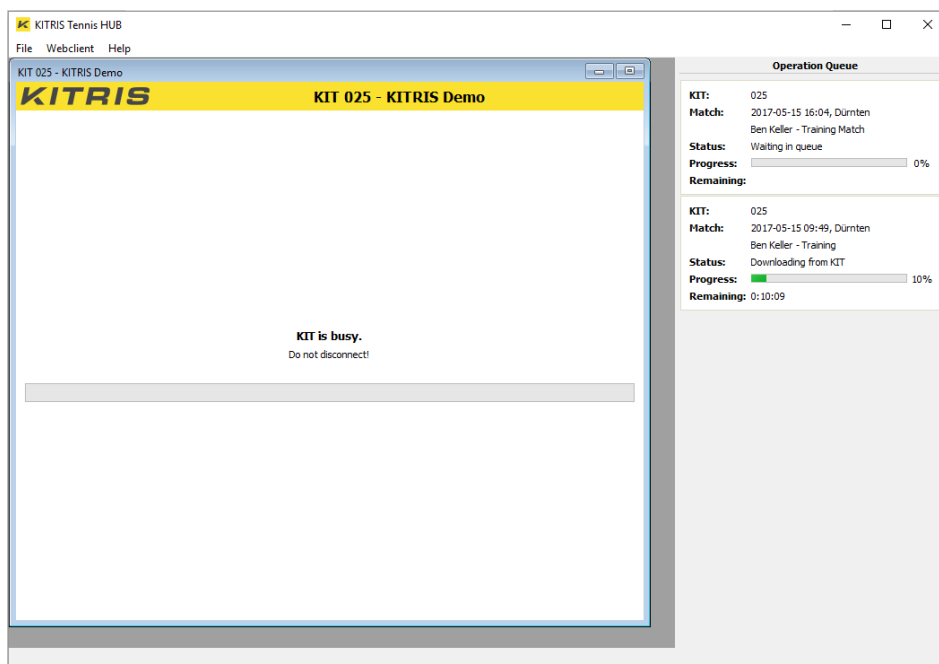 KITRIS Tennis HUB
File Webclient Help
KIT 025 - KITRIS Demo
KITRIS KIT 025 - KITRIS Demo
KIT is busy.
Do not disconnect!
Operation Queue
KIT: 025
Match: 2017-05-15 16:04, Dürnten
Ben Keller - Training Match
Status: Waiting in queue
Progress: 0%
Remaining:
KIT: 025
Match: 2017-05-15 09:49, Dürnten
Ben Keller - Training
Status: Downloading from KIT
Progress: 10%
Remaining: 0:10:09